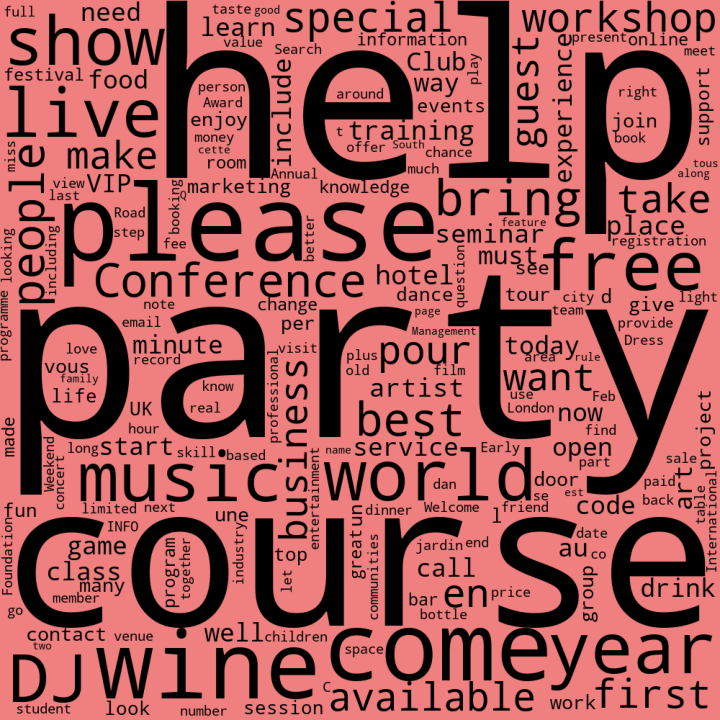 full
need
taste good
special
workshop
show
help
learn
value
Search
information
present online
meet
festival food
Club
way
play
guest
experience
support
live
person
Award
enjoy
money
cette
room
include
around
events
t training
offer South
chance
much
right
join
book
miss
make
people
view VIP
last
marketing
Annual
knowledge
tous
along
bring
take
please
booking
Q
Road
step
fee
better
feature
seminar
place
registration
must
see
free
looking
programme
including
Conference
hotel
dance
question
tour
city d
team
give
light
provide
Dress
note
email
change
per
page
Management
party
love
vous
family
life
minute
record
know
real
visit
professional
plus
old
pour
film
artist
today
area rule
want
use
London
Feb
now
find
UK
hour
business
best
made
long start skill based
Weekend
concert
music
name service
Early
open
part
project
sale
entertainment
world
dan
door
se
est
code
paid
back
art
table
International
fun
limited next
INFO
une
dinner
Welcome
l
friend
Foundation
course
game
class
many
member
go
program
together
industry
top
let
great un
communities
jardin end
call
bar en price
bottle
au
date
co
group
drink
contact venue
two
well children
space
come year
DJ wine
c
available
work first
student
look
number
session